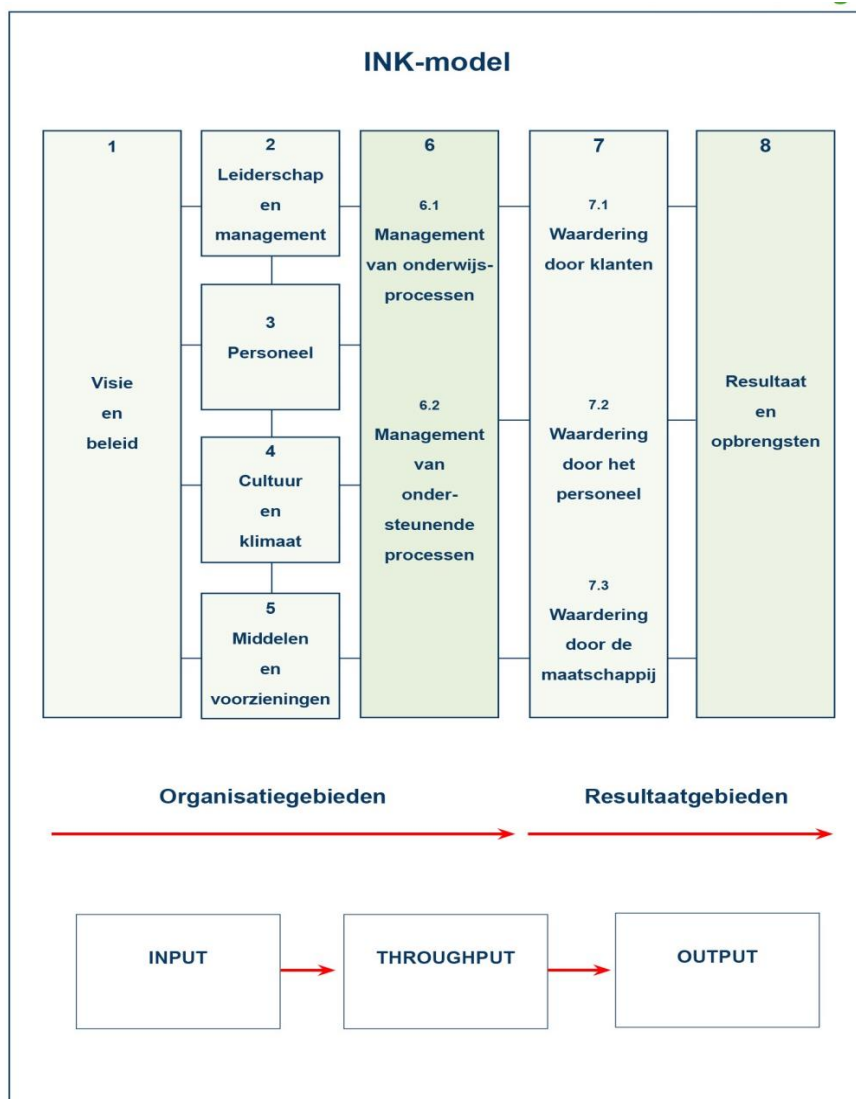 INK-model
1
Visie
en
beleid
2
Leiderschap
en
management
3
Personeel
4
Cultuur
en
klimaat
5
Middelen
en
voorzieningen
6
6.1
Management
van onderwijs-
processen
6.2
Management
van
onder-
steunende
processen
7
7.1
Waardering
door klanten
7.2
Waardering
door het
personeel
7.3
Waardering
door de
maatschappij
8
Resultaat
en
opbrengsten
Organisatiegebieden
Resultaatgebieden
INPUT
THROUGHPUT
OUTPUT